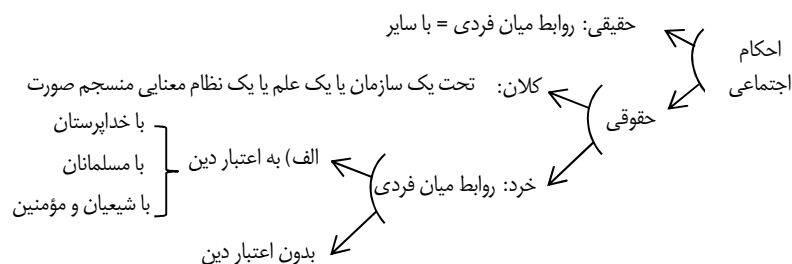 احکام اجتماعی
حقیقی: روابط میان فردی = با سایر
حقوقی
کلان: تحت یک سازمان یا یک علم یا یک نظام معنایی منسجم صورت
خرد: روابط میان فردی
الف) به اعتبار دین
با خداپرستان
با مسلمانان
با شیعیان و مؤمنین
بدون اعتبار دین